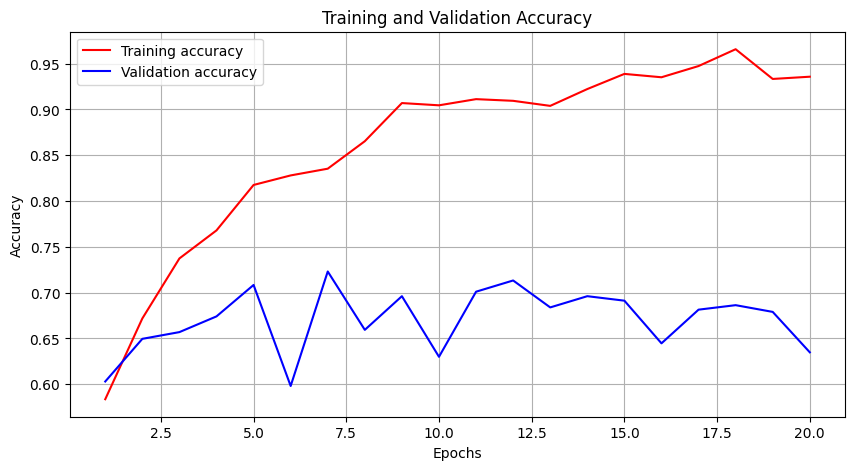 Training and Validation Accuracy
Training accuracy
Validation accuracy
0.95
0.90
0.85
0.80
0.75
0.70
0.65
0.60
Accuracy
2.5 5.0 7.5 10.0 12.5 15.0 17.5 20.0
Epochs